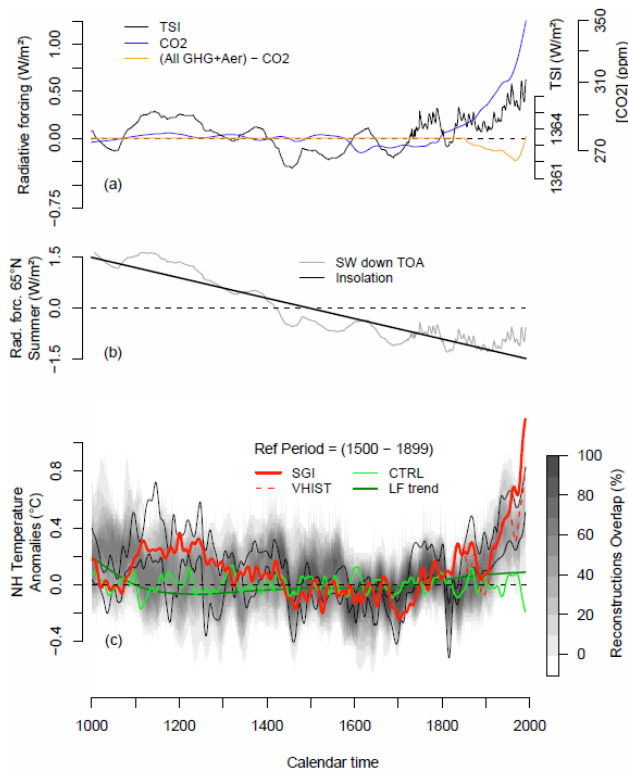 TSI
CO2
(All GHG+Aer) − CO2
Radiative forcing (W/m²)
1.00
0.50
0.00
−0.75
TSI (W/m²)
1364
1361
[CO2] (ppm)
350
310
270
(a)
Rad. forc. 65°N
Summer (W/m²)
1.5
0.0
−1.5
SW down TOA
Insolation
(b)
NH Temperature
Anomalies (°C)
0.8
0.4
0.0
−0.4
Ref Period = (1500 − 1899)
SGI
VHIST
CTRL
LF trend
(c)
Reconstructions Overlap (%)
100
80
60
40
20
0
1000
1200
1400
1600
1800
2000
Calendar time